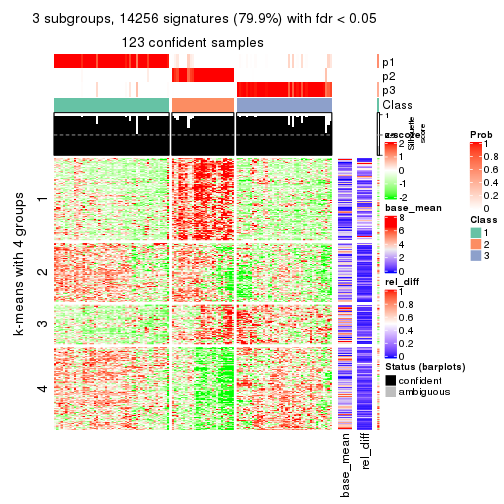 3 subgroups, 14256 signatures (79.9%) with fdr < 0.05
123 confident samples
p1
p2
p3
Class
1
Silhouette
score
z-score
2
1
0
-1
-2
base_mean
8
6
4
2
0
rel_diff
1
0.8
0.6
0.4
0.2
0
Status (barplots)
confident
ambiguous
Prob
1
0.8
0.6
0.4
0.2
0
Class
1
2
3
k-means with 4 groups
1
2
3
4
base_mean
rel_diff